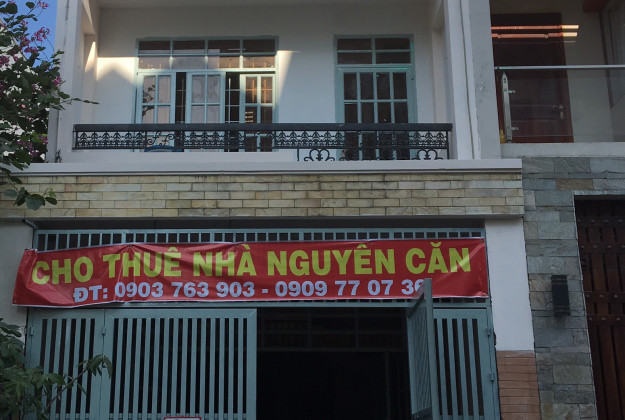 CHO THUÊ NHÀ NGUYÊN CĂN
ĐT: 0903 763 903 - 0909 77 07 36